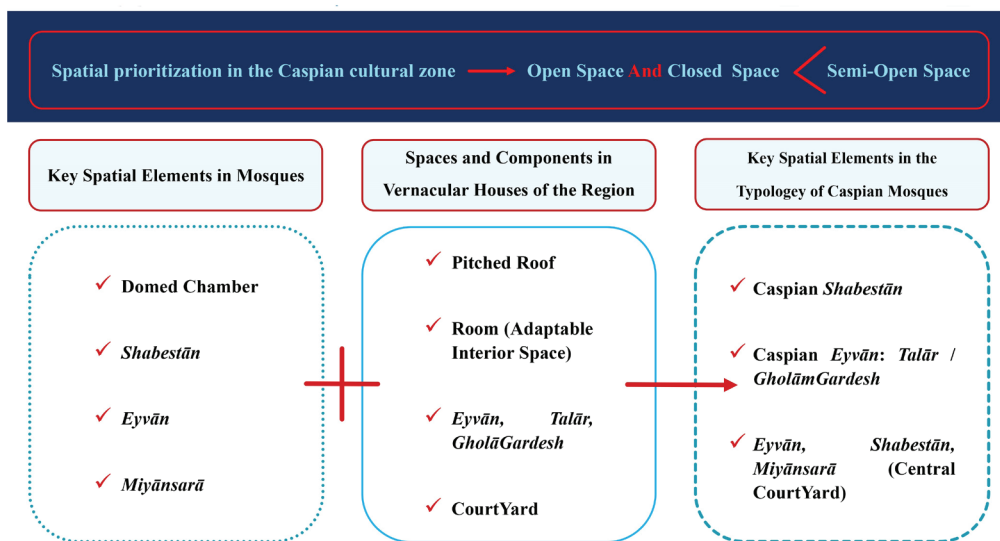 Spatial prioritization in the Caspian cultural zone → Open Space And Closed Space < Semi-Open Space
Key Spatial Elements in Mosques
Domed Chamber
Shabestān
Eyvān
Miyānsarā
Spaces and Components in
Vernacular Houses of the Region
Pitched Roof
Room (Adaptable
Interior Space)
Eyvān, Talār,
GholāGardesh
CourtYard
Key Spatial Elements in the
Typologey of Caspian Mosques
Caspian Shabestān
Caspian Eyvān: Talār /
GholāmGardesh
Eyvān, Shabestān,
Miyānsarā (Central
CourtYard)